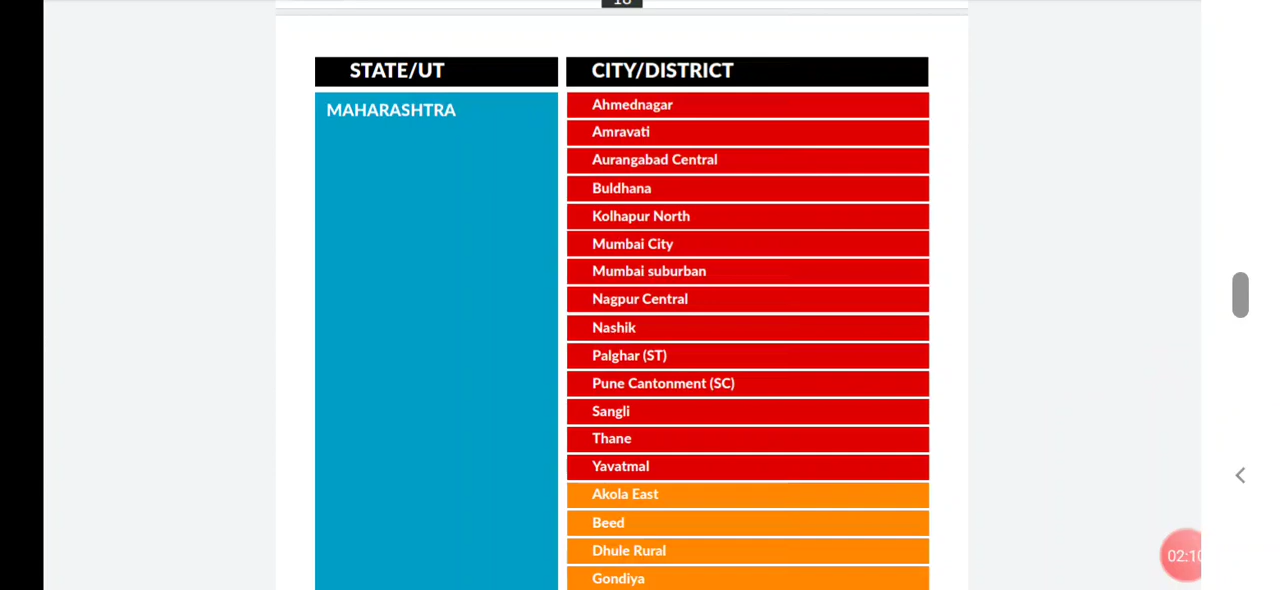 STATE/UT CITY/DISTRICT
MAHARASHTRA Ahmednagar
Amravati
Aurangabad Central
Buldhana
Kolhapur North
Mumbai City
Mumbai suburban
Nagpur Central
Nashik
Palghar (ST)
Pune Cantonment (SC)
Sangli
Thane
Yavatmal
Akola East
Beed
Dhule Rural
Gondiya
02:10